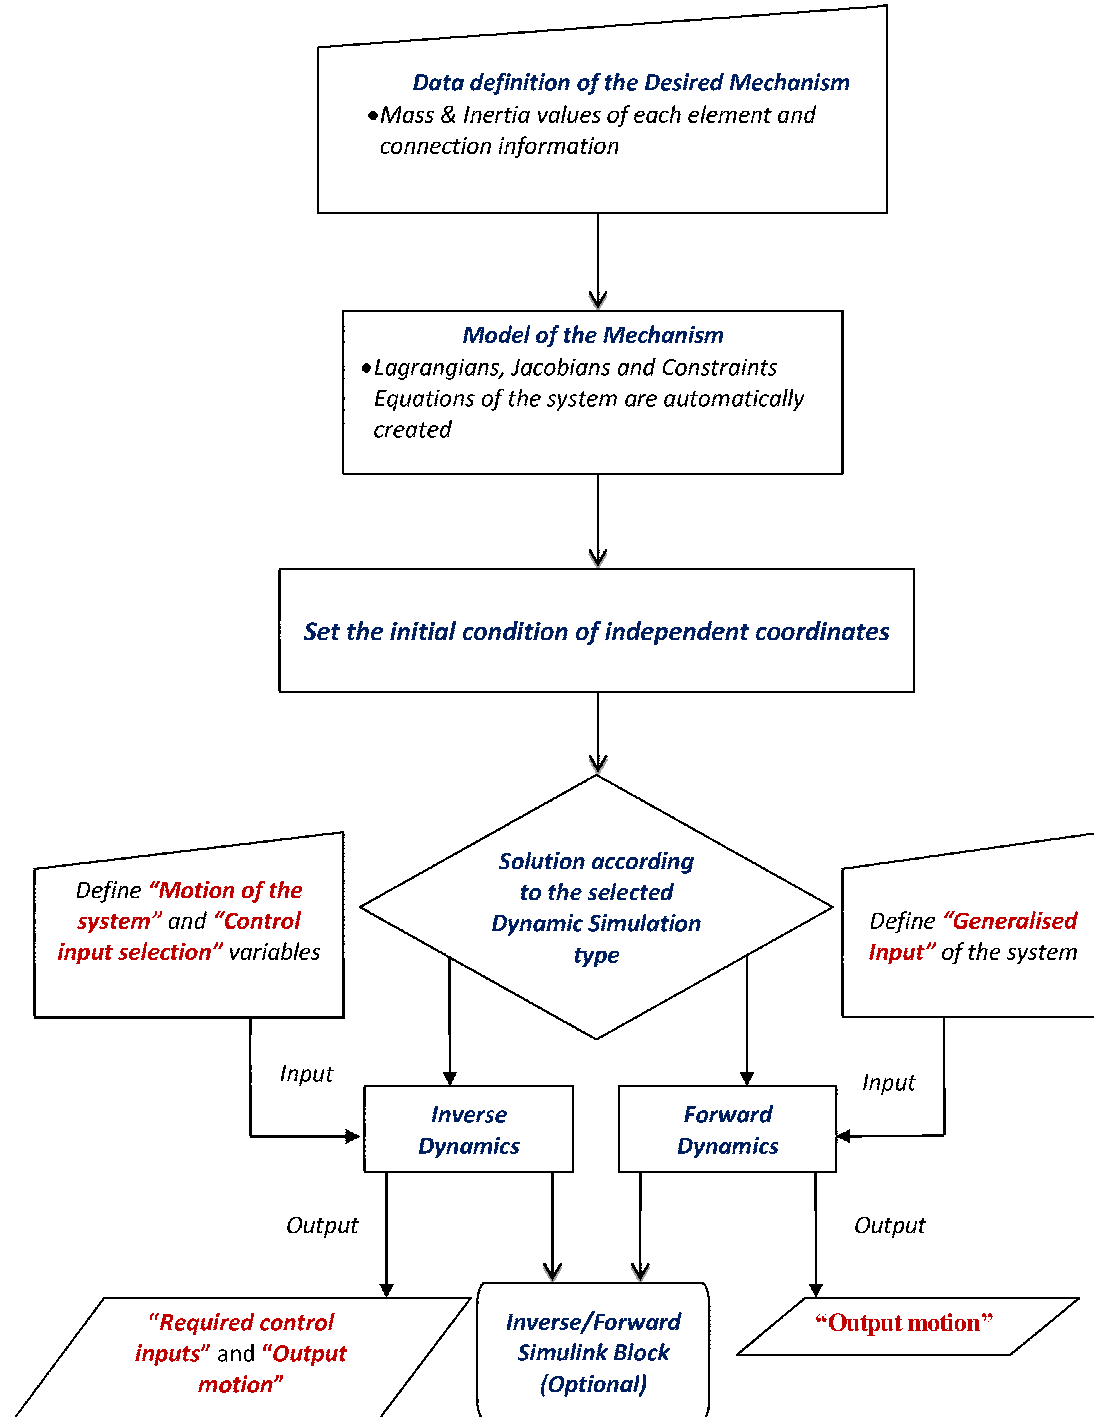 Data definition of the Desired Mechanism
•Mass & Inertia values of each element and
connection information
Model of the Mechanism
•Lagrangians, Jacobians and Constraints
Equations of the system are automatically
created
Set the initial condition of independent coordinates
Solution according
to the selected
Dynamic Simulation
type
Define “Motion of the
system” and “Control
input selection” variables
Define “Generalised
Input” of the system
Input
Input
Inverse
Dynamics
Forward
Dynamics
Output
Output
“Required control
inputs” and “Output
motion”
Inverse/Forward
Simulink Block
(Optional)
“Output motion”